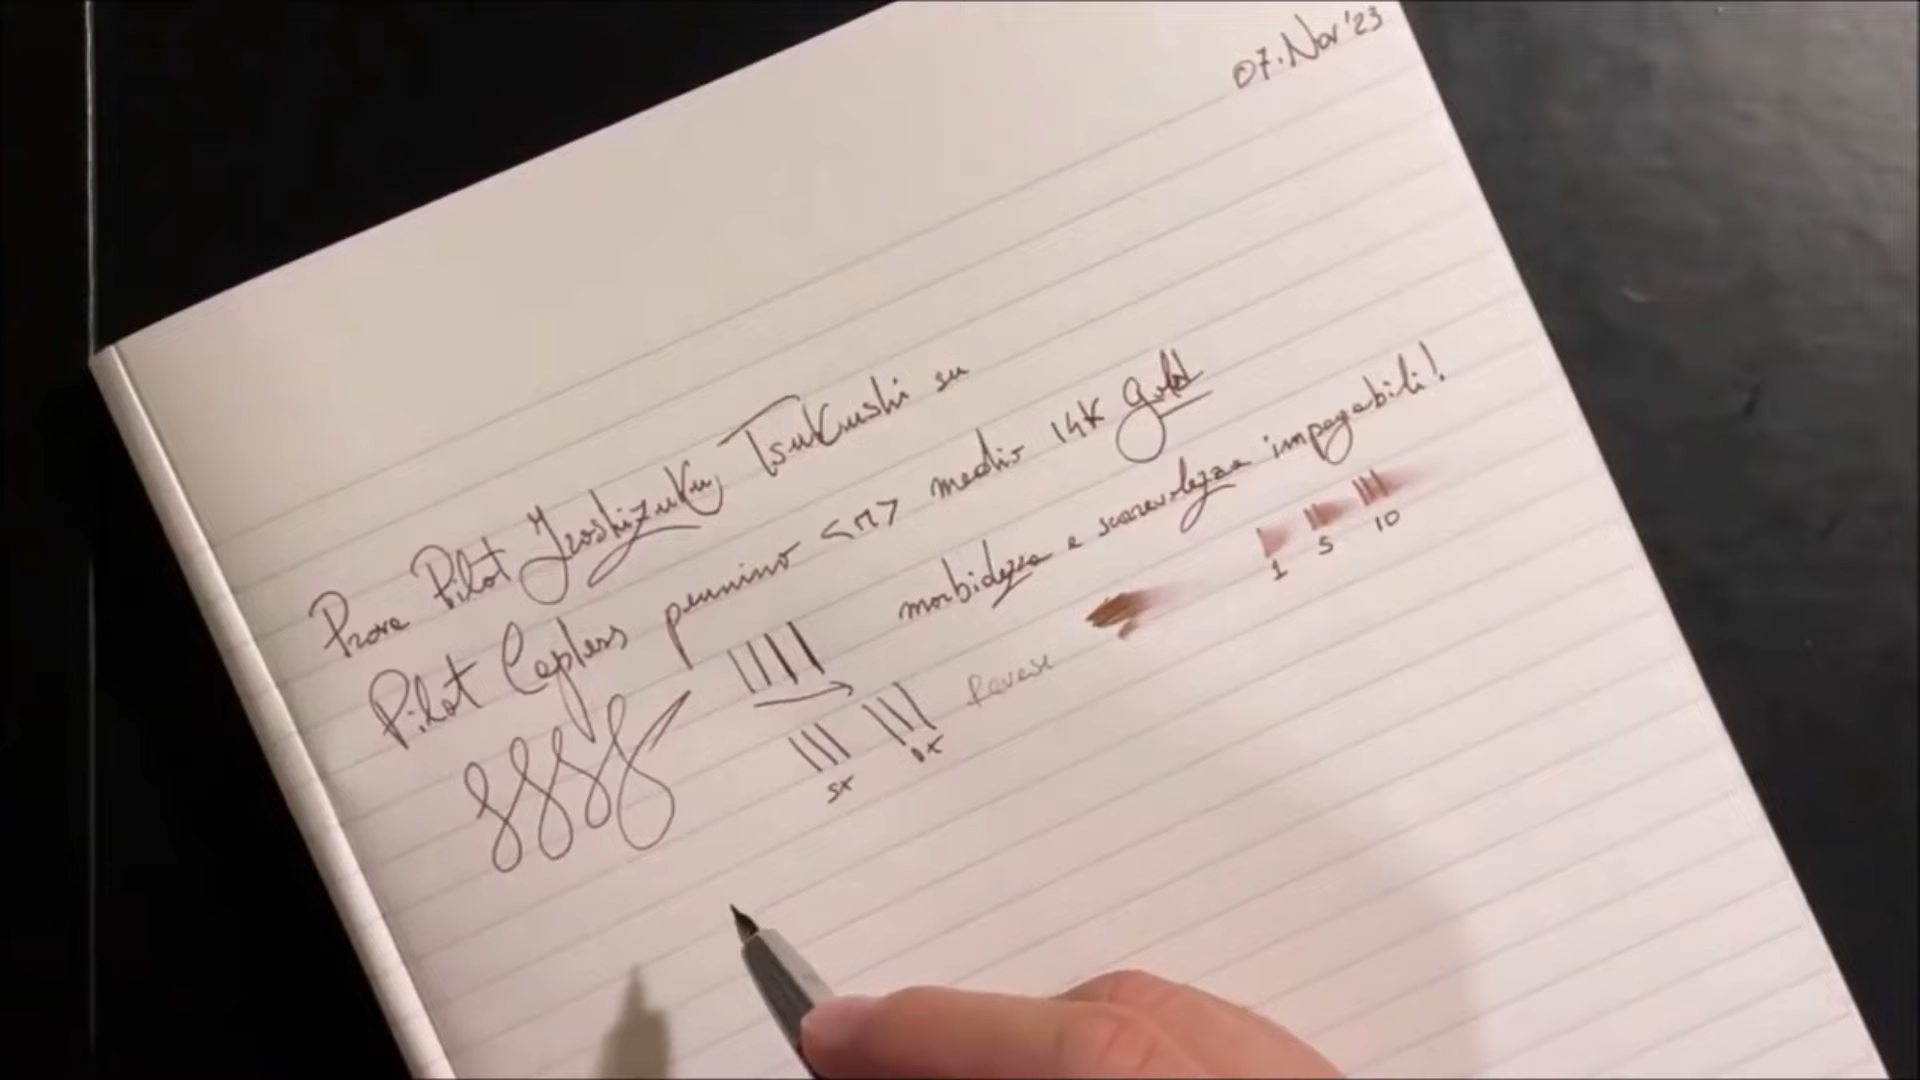 07.Nov'23
Prova Pilot Iroshizuku Tsukushi su
Pilot Capless pennino <M> medio 14K gold
morbidezza e scorrevolezza impagabili!
1 5 10
Reverse
sx dx